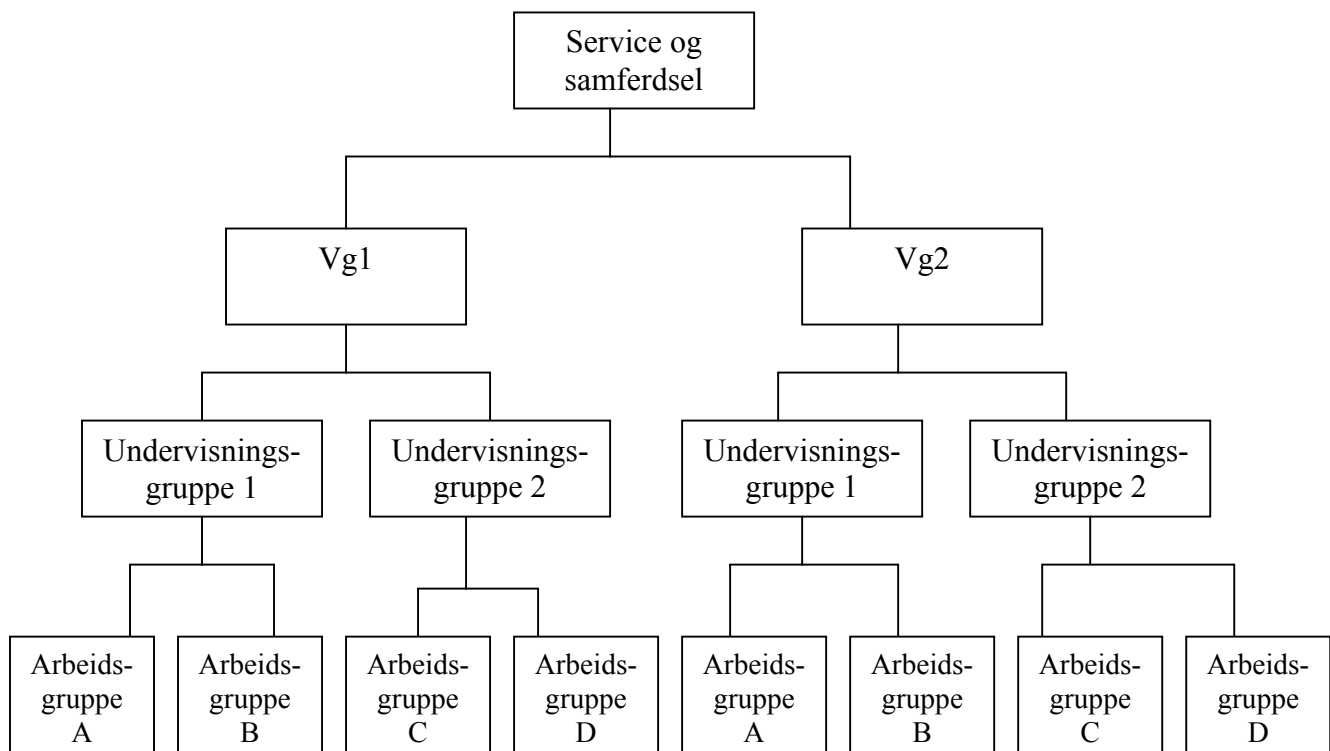 Service og
samferdsel
Vg1
Vg2
Undervisnings-
gruppe 1
Undervisnings-
gruppe 2
Undervisnings-
gruppe 1
Undervisnings-
gruppe 2
Arbeids-
gruppe
A
Arbeids-
gruppe
B
Arbeids-
gruppe
C
Arbeids-
gruppe
D
Arbeids-
gruppe
A
Arbeids-
gruppe
B
Arbeids-
gruppe
C
Arbeids-
gruppe
D